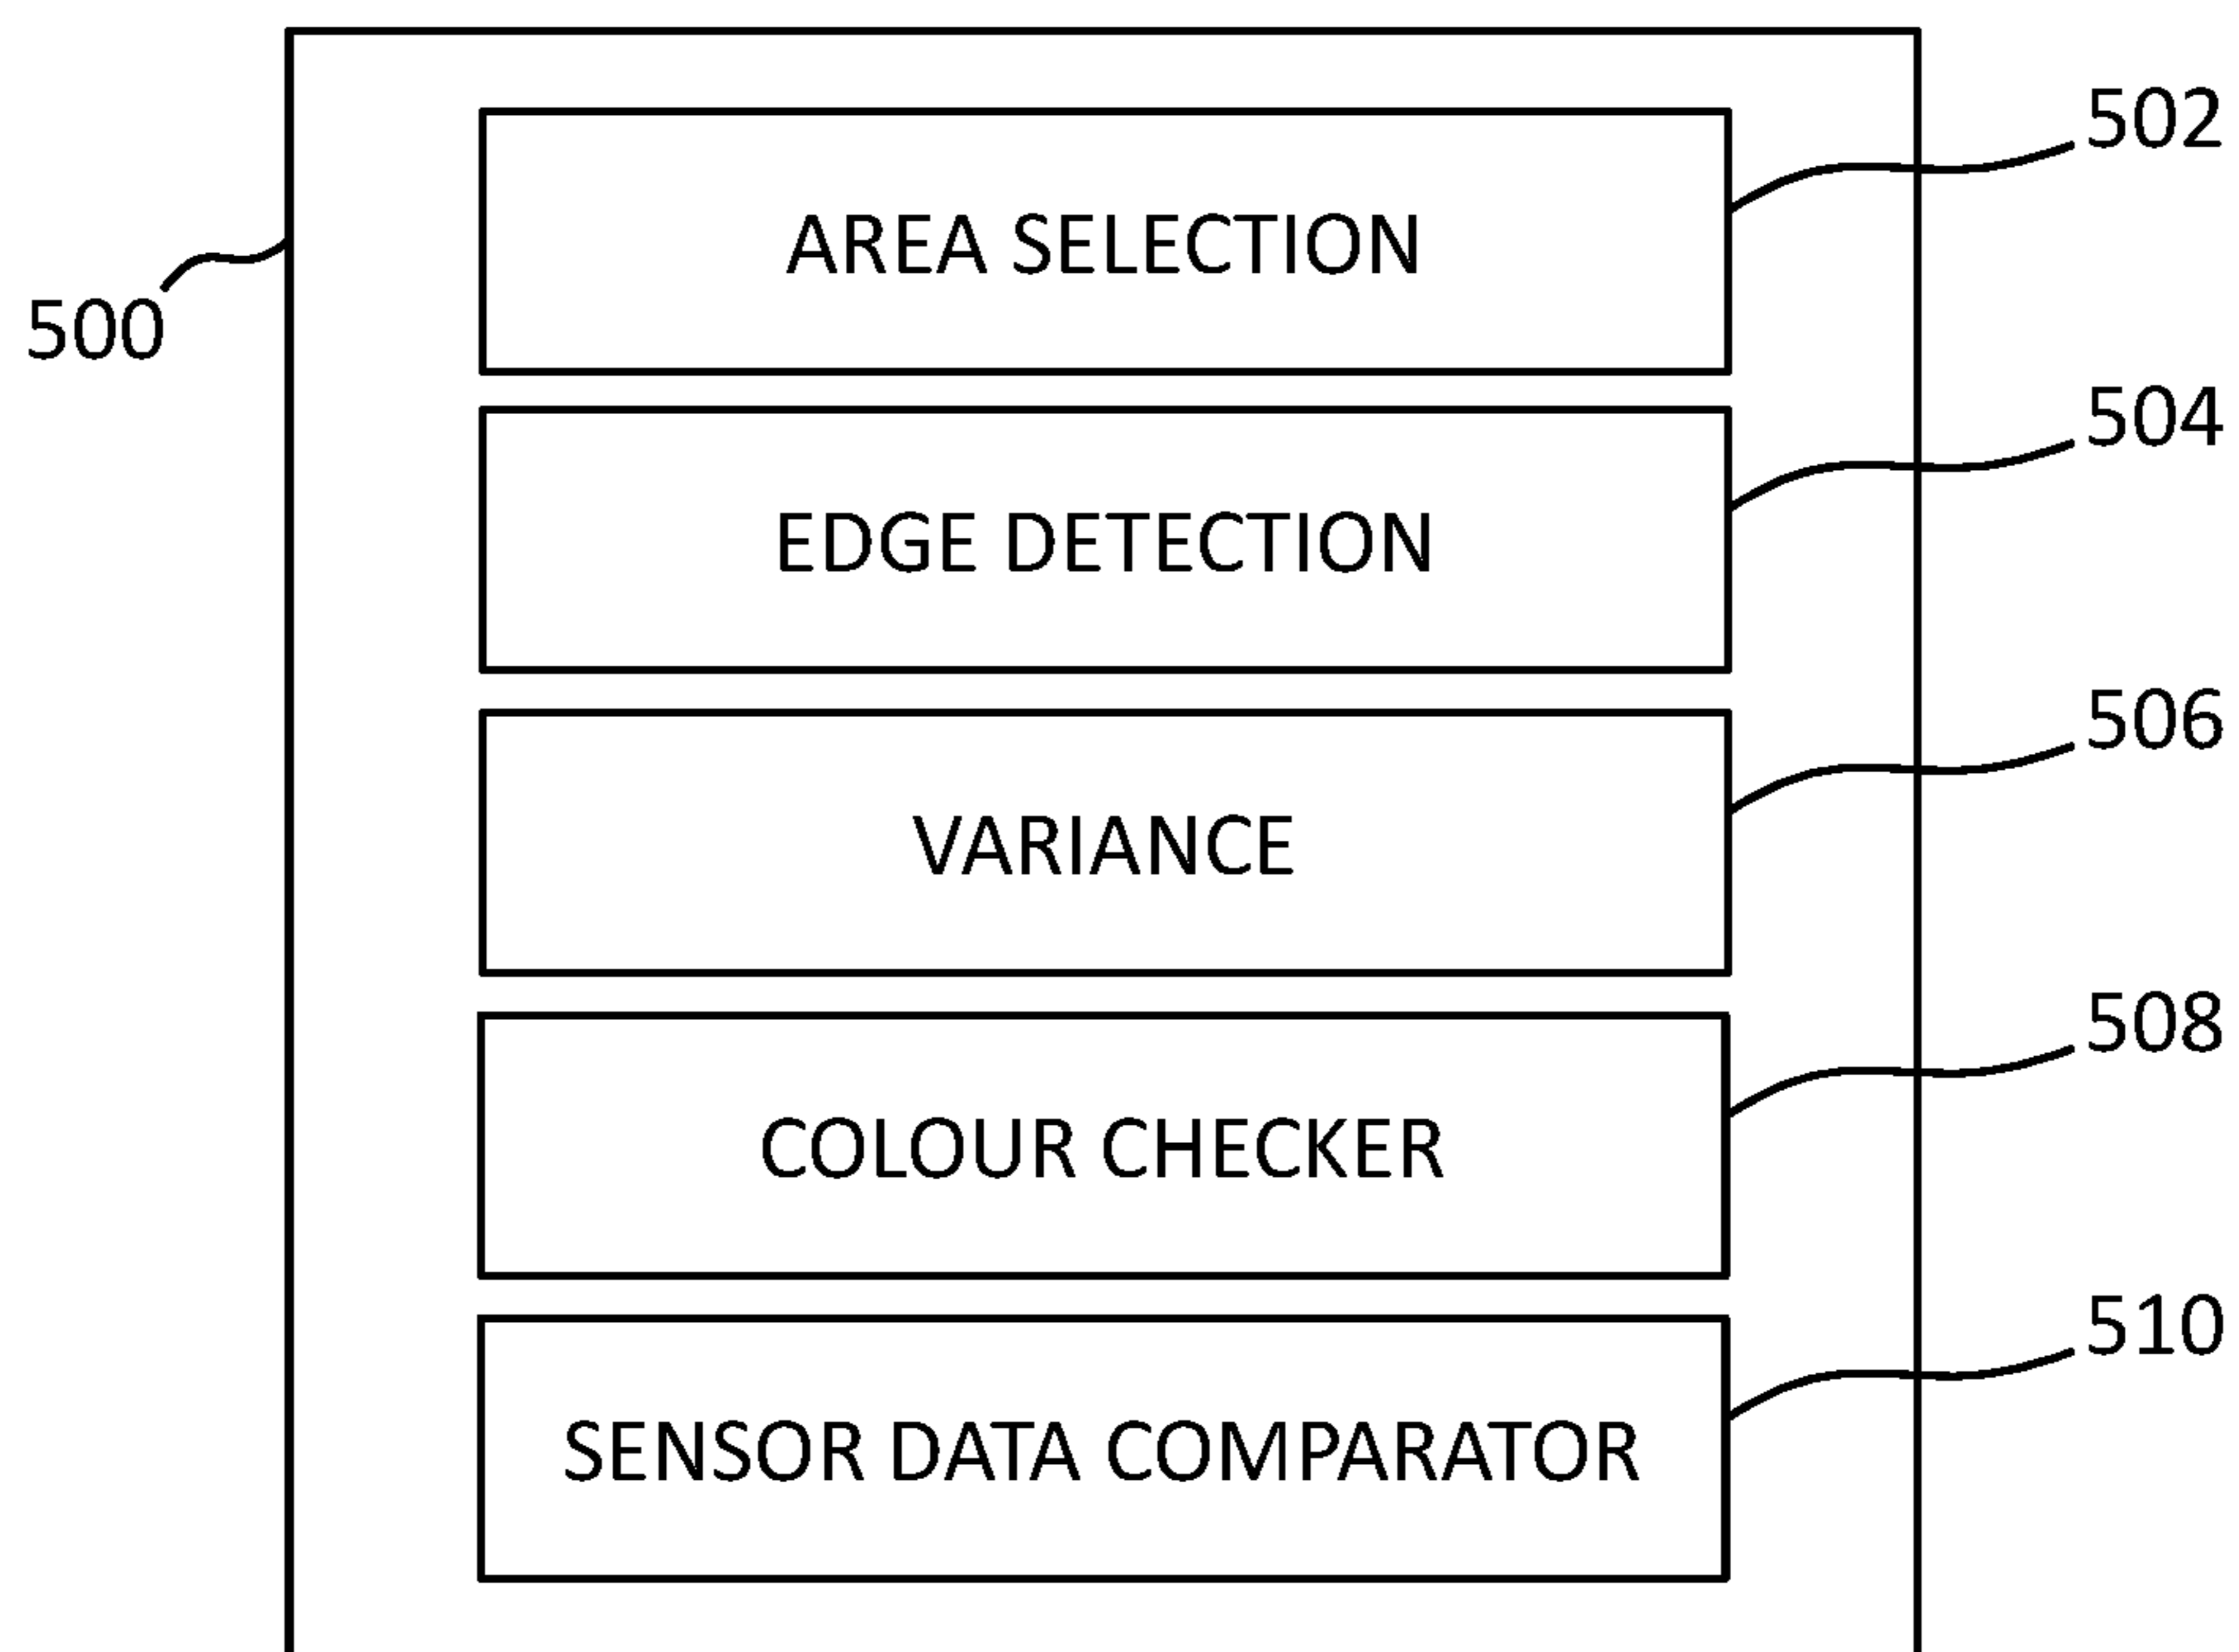 502
AREA SELECTION
500
504
EDGE DETECTION
506
VARIANCE
508
COLOUR CHECKER
510
SENSOR DATA COMPARATOR